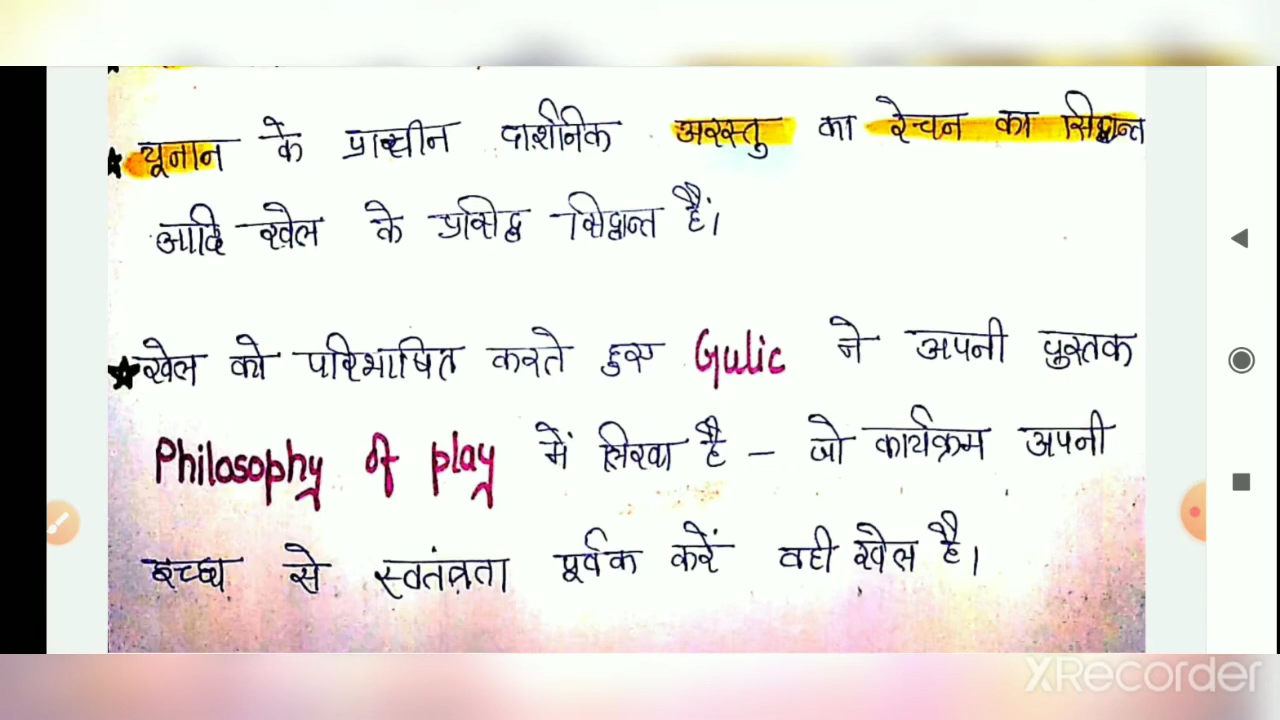 यूनान के प्राचीन दार्शनिक अरस्तु का रेचन का सिद्धान्त
आदि खेल के प्रसिद्ध सिद्धान्त हैं।
खेल को परिभाषित करते हुए Gulic ने अपनी पुस्तक
Philosophy of play में लिखा है – जो कार्यक्रम अपनी
इच्छा से स्वतंत्रता पूर्वक करें वही खेल है।
XRecorder